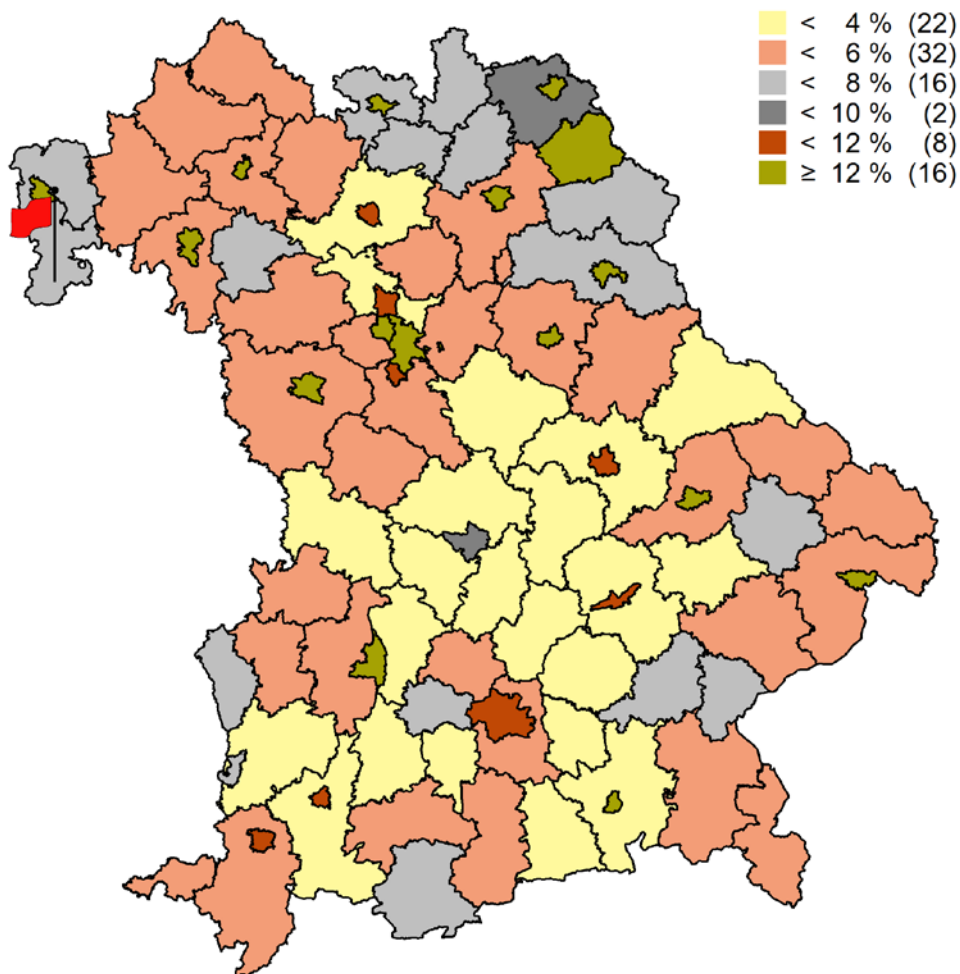 < 4 % (22)
< 6 % (32)
< 8 % (16)
< 10 % (2)
< 12 % (8)
≥ 12 % (16)